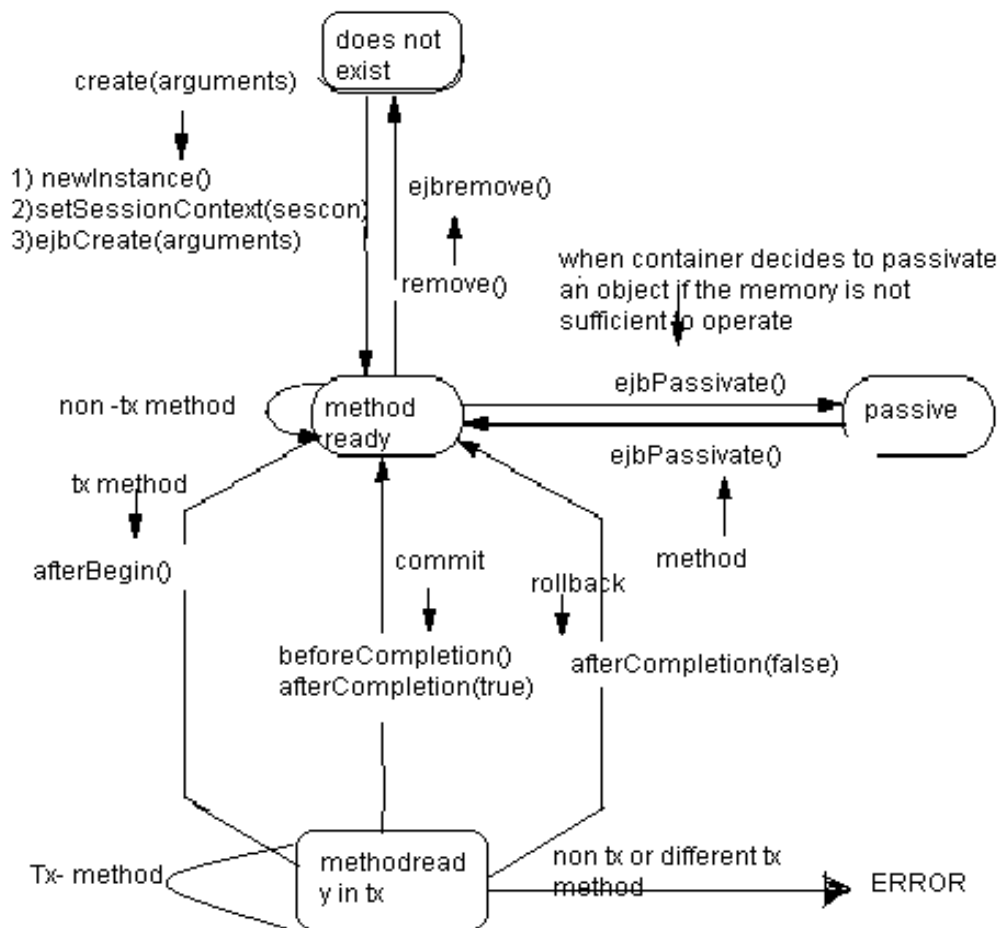 does not
exist
create(arguments)
1) newInstance()
2)setSessionContext(sescon)
3)ejbCreate(arguments)
ejbremove()
remove()
when container decides to passivate
an object if the memory is not
sufficient to operate
ejbPassivate()
non -tx method
method
ready
passive
ejbPassivate()
tx method
method
afterBegin()
commit
rollback
beforeCompletion()
afterCompletion(true)
afterCompletion(false)
Tx- method
methodread
y in tx
non tx or different tx
method
ERROR